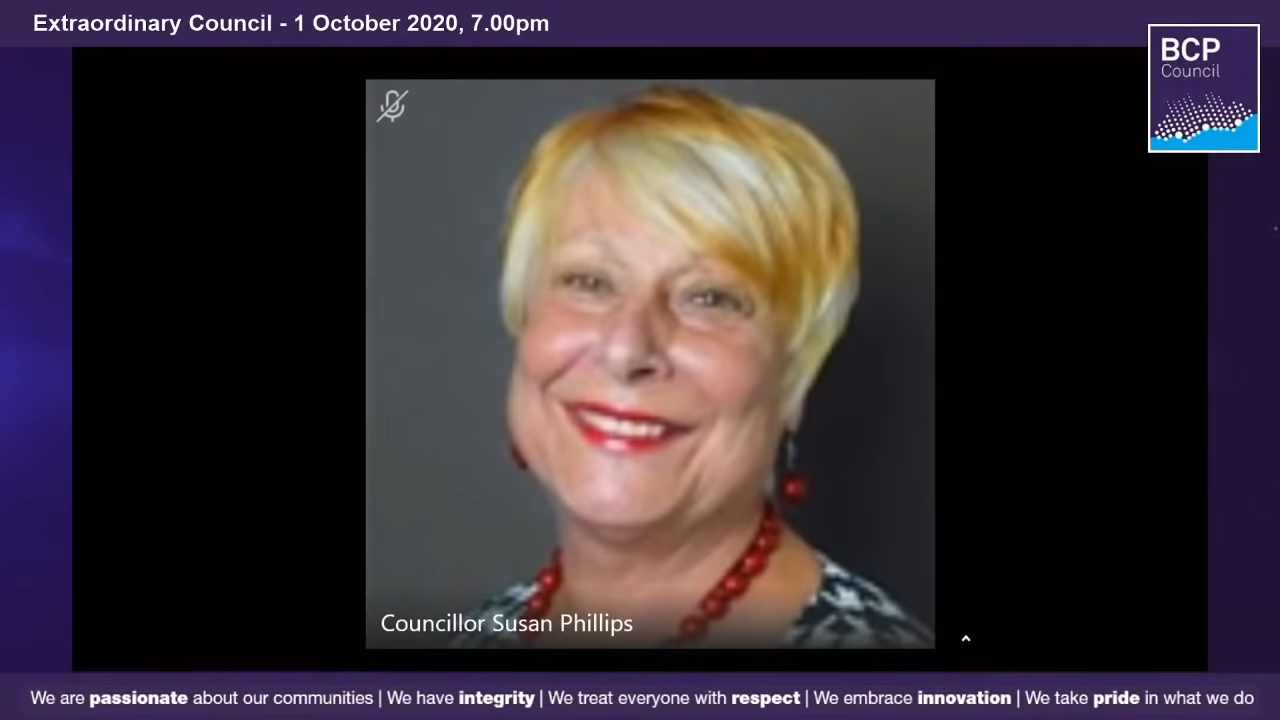 Extraordinary Council - 1 October 2020, 7.00pm
BCP
Council
Councillor Susan Phillips
We are passionate about our communities | We have integrity | We treat everyone with respect | We embrace innovation | We take pride in what we do